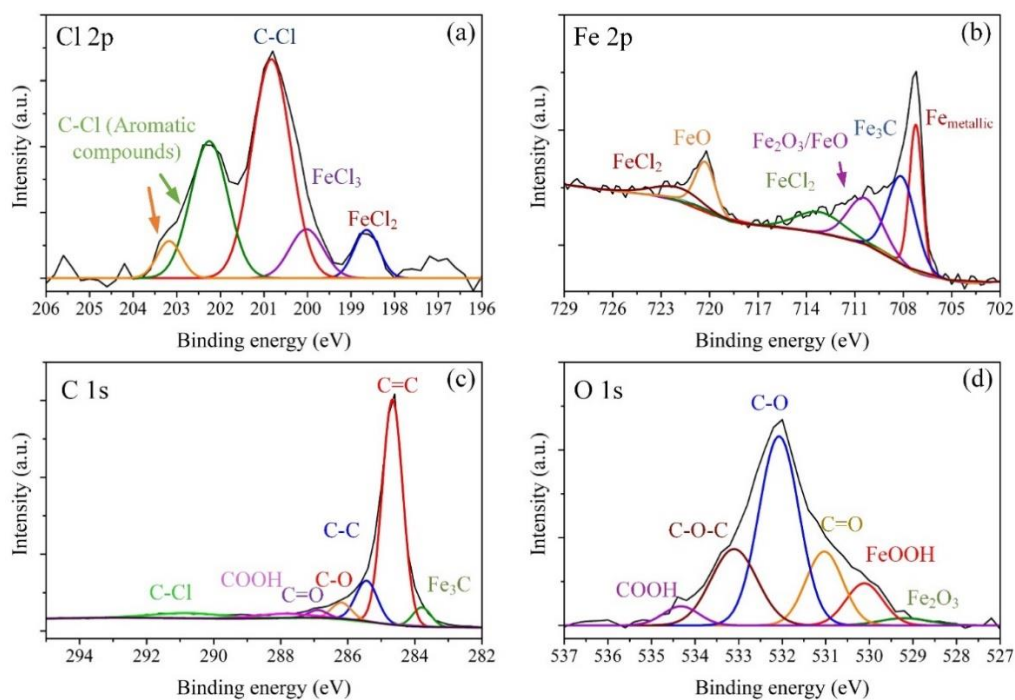 Cl 2p
(a)
C-Cl
C-Cl (Aromatic
compounds)
FeCl₃
FeCl₂
Intensity (a.u.)
206 205 204 203 202 201 200 199 198 197 196
Binding energy (eV)
Fe 2p
(b)
Fe_metallic
Fe₃C
Fe₂O₃/FeO
FeO
FeCl₂
FeCl₂
Intensity (a.u.)
729 726 723 720 717 714 711 708 705 702
Binding energy (eV)
C 1s
(c)
C=C
C-C
C-Cl
COOH
C=O
C-O
Fe₃C
Intensity (a.u.)
294 292 290 288 286 284 282
Binding energy (eV)
O 1s
(d)
C-O
C-O-C
C=O
FeOOH
COOH
Fe₂O₃
Intensity (a.u.)
537 536 535 534 533 532 531 530 529 528 527
Binding energy (eV)